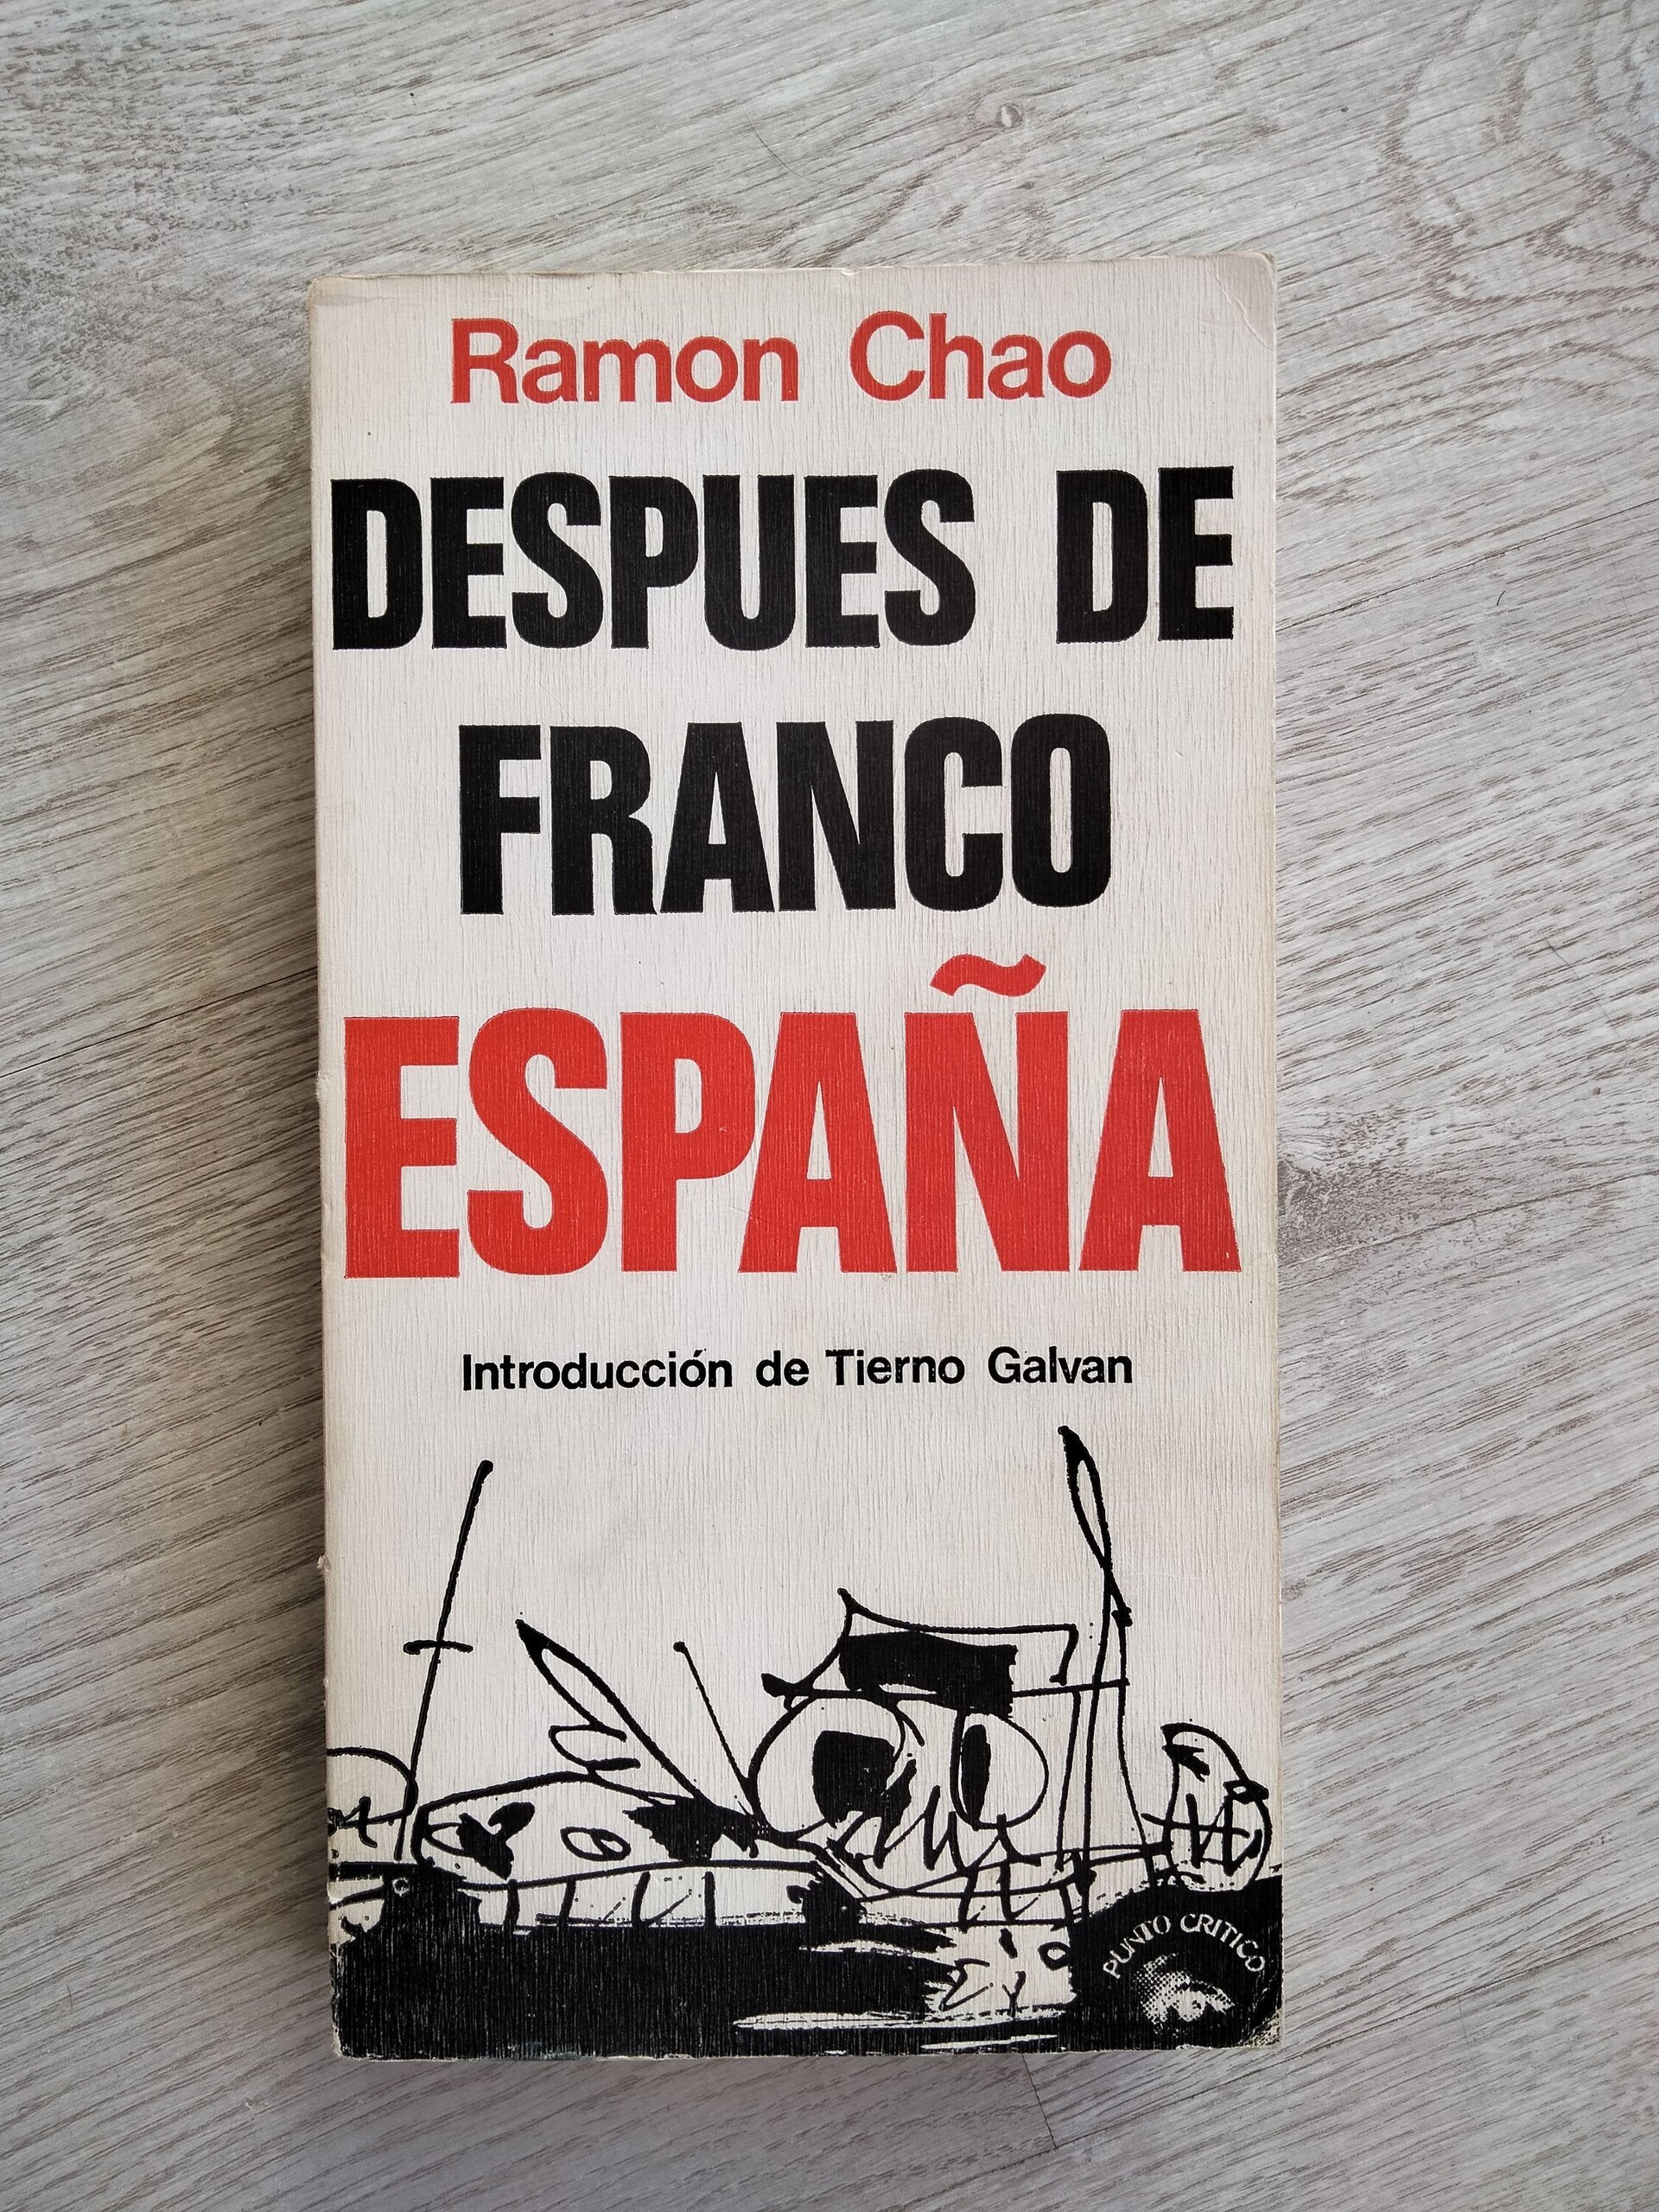 Ramon Chao
DESPUES DE
FRANCO
ESPAÑA
Introducción de Tierno Galvan
PUNTO CRITICO